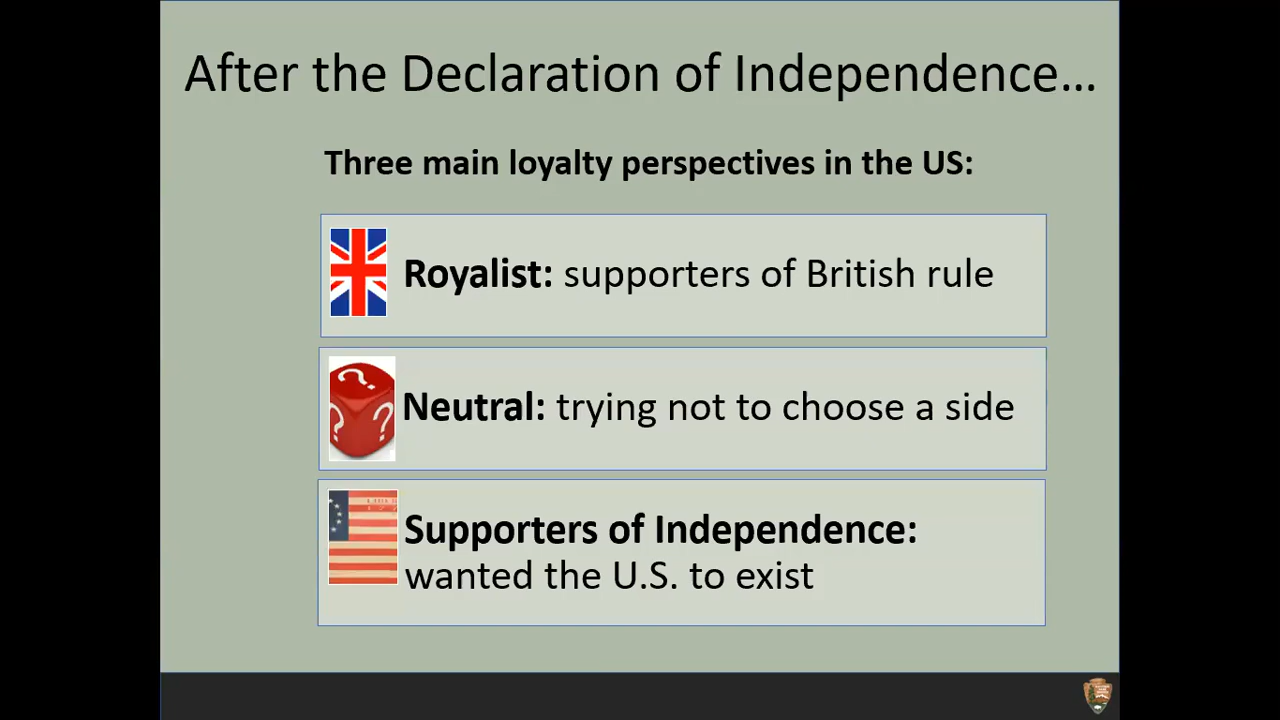 After the Declaration of Independence...
Three main loyalty perspectives in the US:
Royalist: supporters of British rule
Neutral: trying not to choose a side
Supporters of Independence:
wanted the U.S. to exist